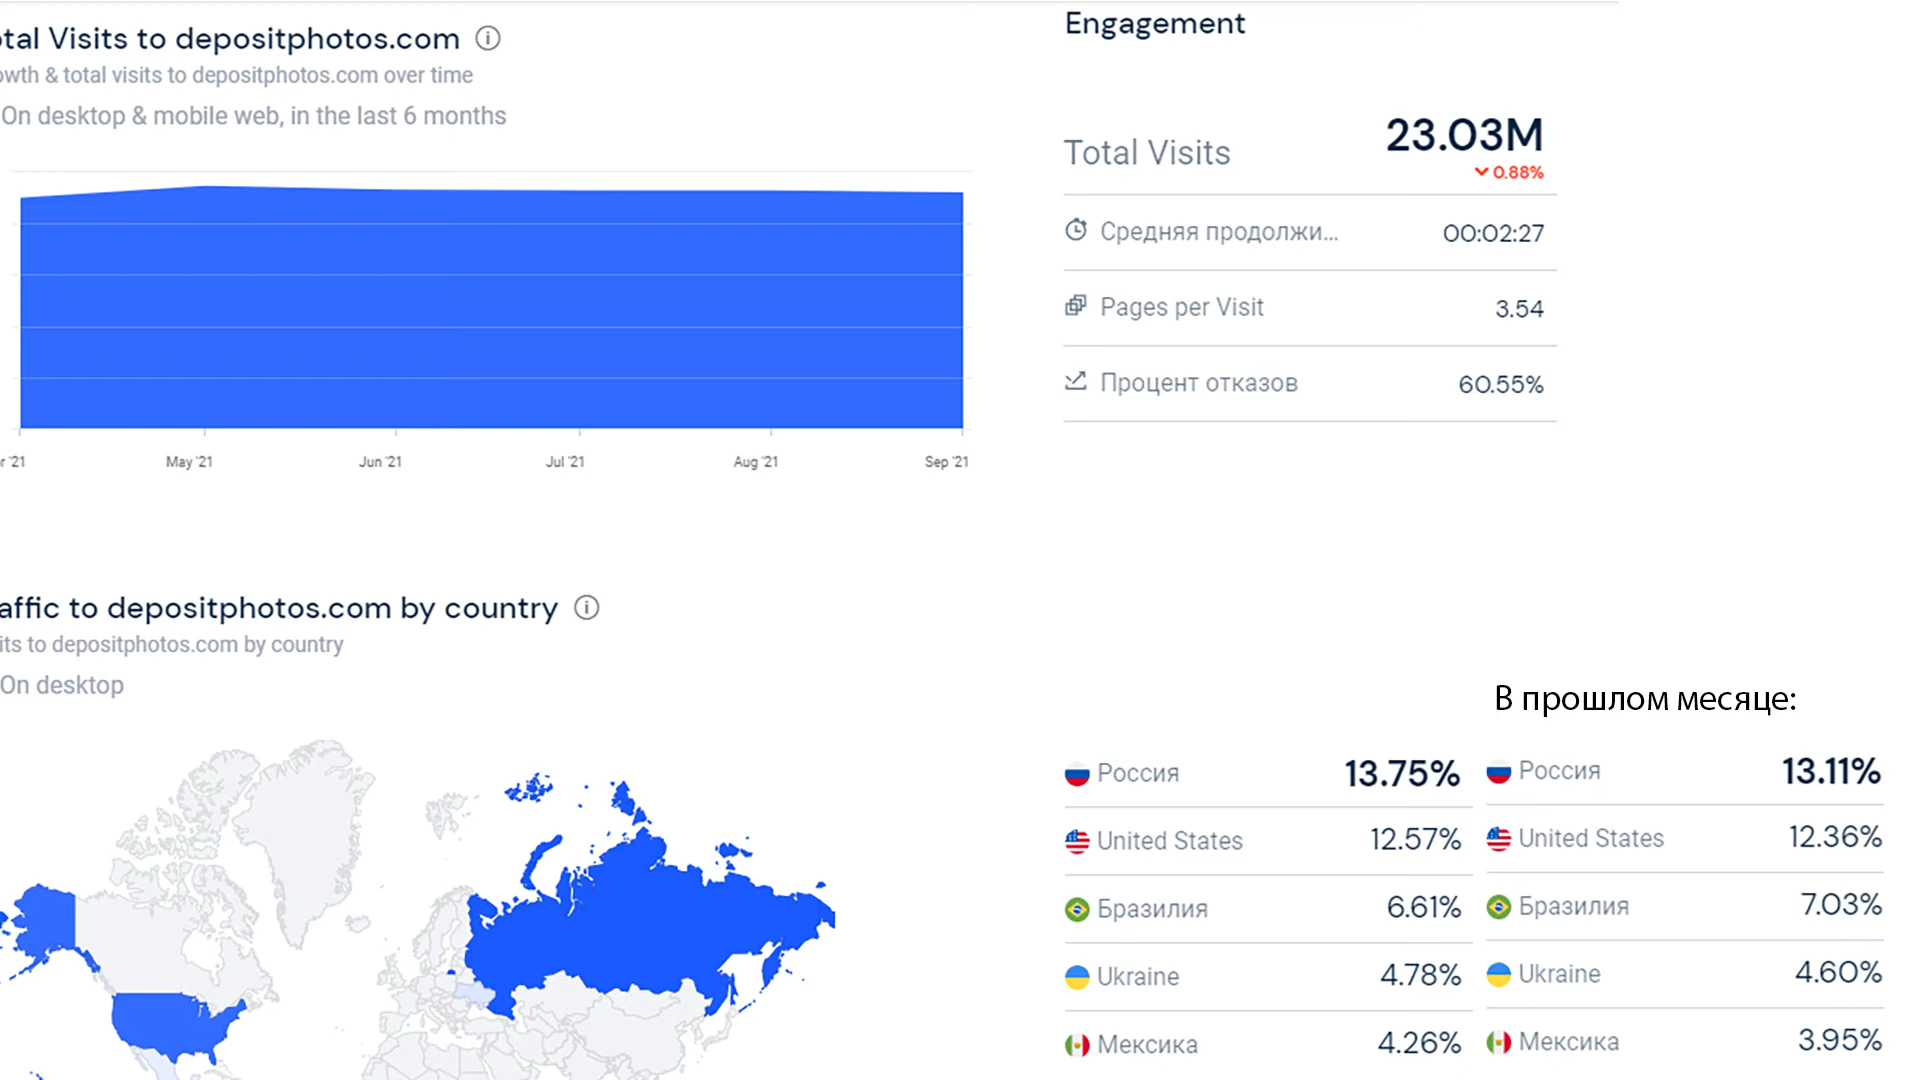 tal Visits to depositphotos.com
owth & total visits to depositphotos.com over time
On desktop & mobile web, in the last 6 months
r '21 May '21 Jun '21 Jul '21 Aug '21 Sep '21
Engagement
Total Visits 23.03M
0.88%
Средняя продолжи... 00:02:27
Pages per Visit 3.54
Процент отказов 60.55%
affic to depositphotos.com by country
its to depositphotos.com by country
On desktop
Россия 13.75%
United States 12.57%
Бразилия 6.61%
Ukraine 4.78%
Мексика 4.26%
В прошлом месяце:
Россия 13.11%
United States 12.36%
Бразилия 7.03%
Ukraine 4.60%
Мексика 3.95%